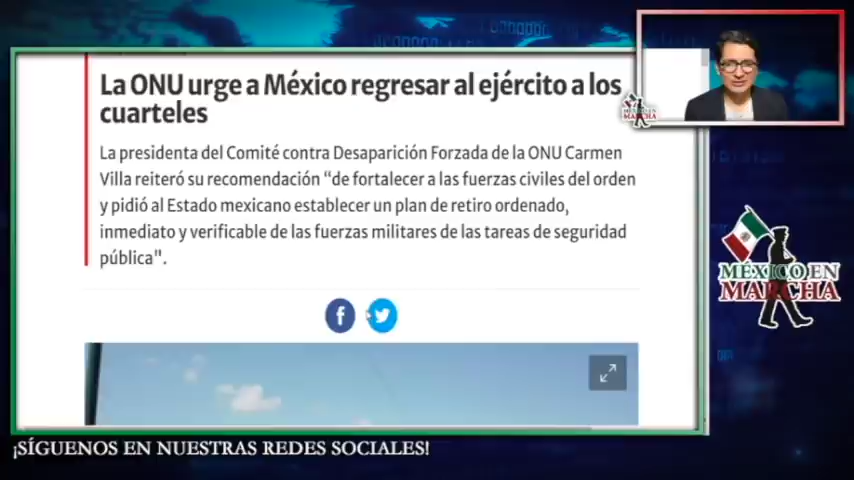 La ONU urge a México regresar al ejército a los
cuarteles
La presidenta del Comité contra Desaparición Forzada de la ONU Carmen
Villa reiteró su recomendación “de fortalecer a las fuerzas civiles del orden
y pidió al Estado mexicano establecer un plan de retiro ordenado,
inmediato y verificable de las fuerzas militares de las tareas de seguridad
pública".
MÉXICO EN
MARCHA
MÉXICO EN
MARCHA
¡SÍGUENOS EN NUESTRAS REDES SOCIALES!